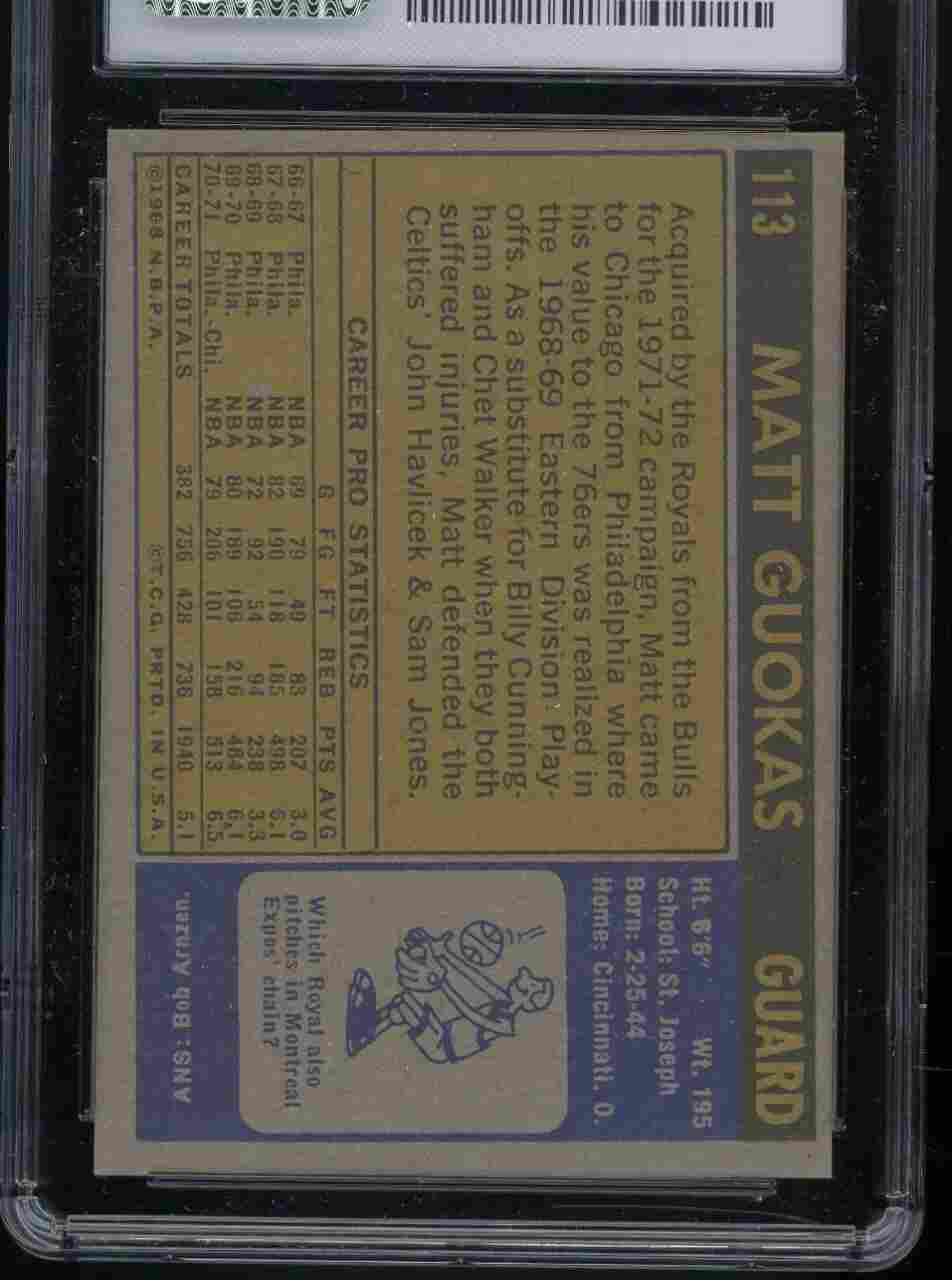 113 MATT GUOKAS GUARD
Acquired by the Royals from the Bulls
for the 1971-72 campaign, Matt came
to Chicago from Philadelphia where
his value to the 76ers was realized in
the 1968-69 Eastern Division Play-
offs. As a substitute for Billy Cunning-
ham and Chet Walker when they both
suffered injuries, Matt defended the
Celtics' John Havlicek & Sam Jones.
CAREER PRO STATISTICS
G FG FT REB PTS AVG
66-67 Phila. NBA 69 79 49 83 207 3.0
67-68 Phila. NBA 82 190 118 185 498 6.1
68-69 Phila. NBA 72 92 54 94 238 3.3
69-70 Phila. NBA 80 189 106 216 484 6.1
70-71 Phila.-Chi. NBA 79 206 101 158 513 6.5
CAREER TOTALS 382 756 428 736 1940 5.1
©1968 N.B.P.A. ©T.C.G. PRTD. IN U.S.A.
Ht. 6'6" Wt. 195
School: St. Joseph
Born: 2-25-44
Home: Cincinnati, O.
Which Royal also
pitches in Montreal
Expos' chain?
ANS: Bob Arnzen.